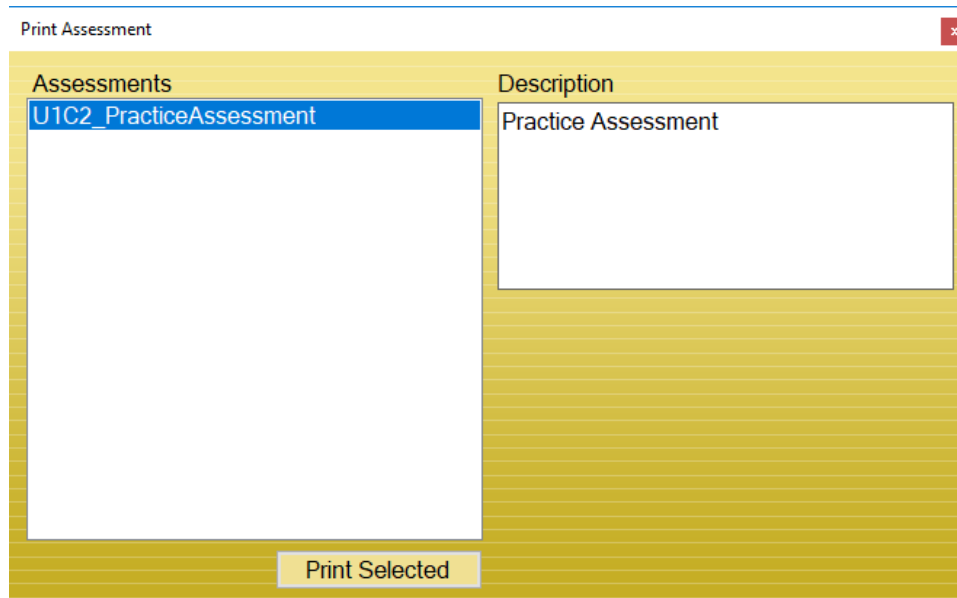 Print Assessment
Assessments
U1C2_PracticeAssessment
Description
Practice Assessment
Print Selected